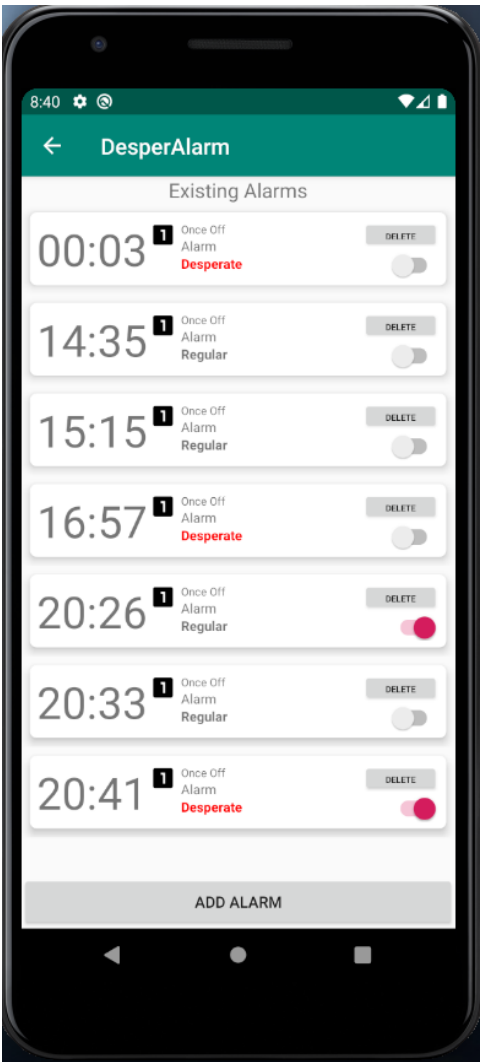 8:40
DesperAlarm
Existing Alarms
00:03 1 Once Off
Alarm
Desperate
DELETE
14:35 1 Once Off
Alarm
Regular
DELETE
15:15 1 Once Off
Alarm
Regular
DELETE
16:57 1 Once Off
Alarm
Desperate
DELETE
20:26 1 Once Off
Alarm
Regular
DELETE
20:33 1 Once Off
Alarm
Regular
DELETE
20:41 1 Once Off
Alarm
Desperate
DELETE
ADD ALARM